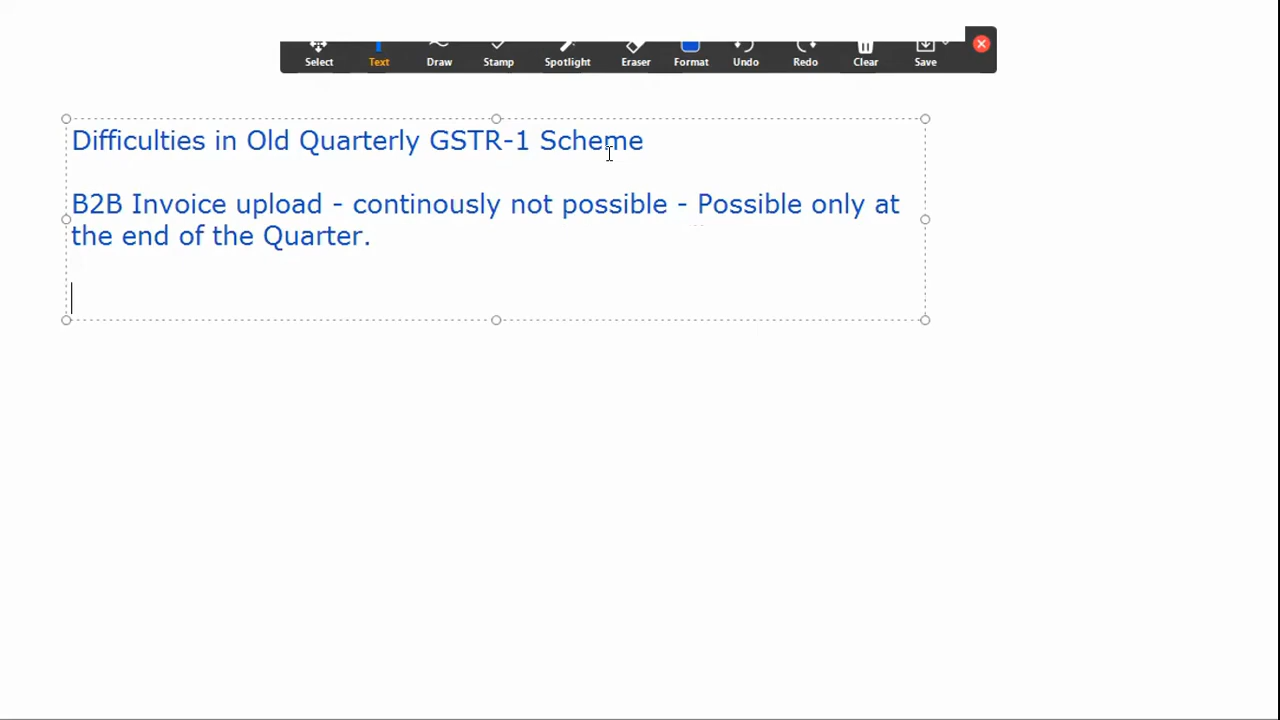 Select Text Draw Stamp Spotlight Eraser Format Undo Redo Clear Save
Difficulties in Old Quarterly GSTR-1 Scheme
B2B Invoice upload - continously not possible - Possible only at
the end of the Quarter.